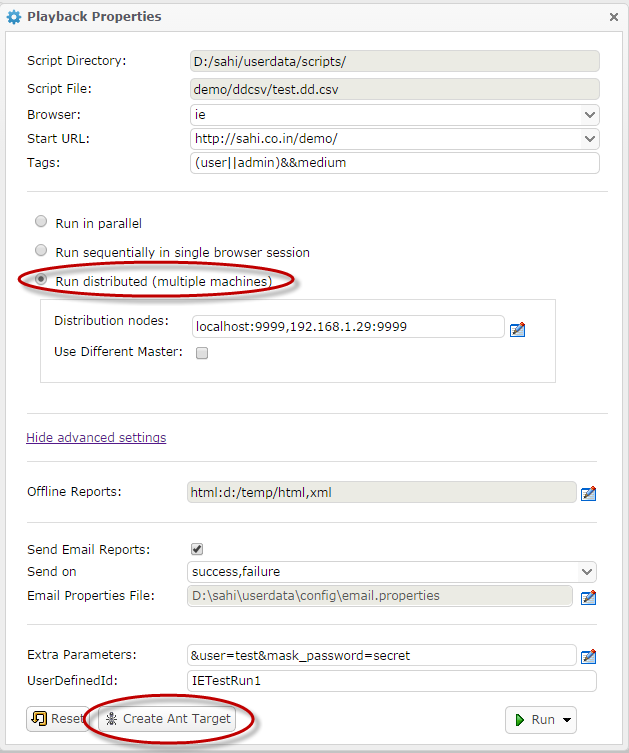 Playback Properties
Script Directory: D:/sahi/userdata/scripts/
Script File: demo/ddcsv/test.dd.csv
Browser: ie
Start URL: http://sahi.co.in/demo/
Tags: (user||admin)&&medium
Run in parallel
Run sequentially in single browser session
Run distributed (multiple machines)
Distribution nodes: localhost:9999,192.168.1.29:9999
Use Different Master:
Hide advanced settings
Offline Reports: html:d:/temp/html,xml
Send Email Reports:
Send on success,failure
Email Properties File: D:\sahi\userdata\config\email.properties
Extra Parameters: &user=test&mask_password=secret
UserDefinedId: IETestRun1
Reset Create Ant Target Run